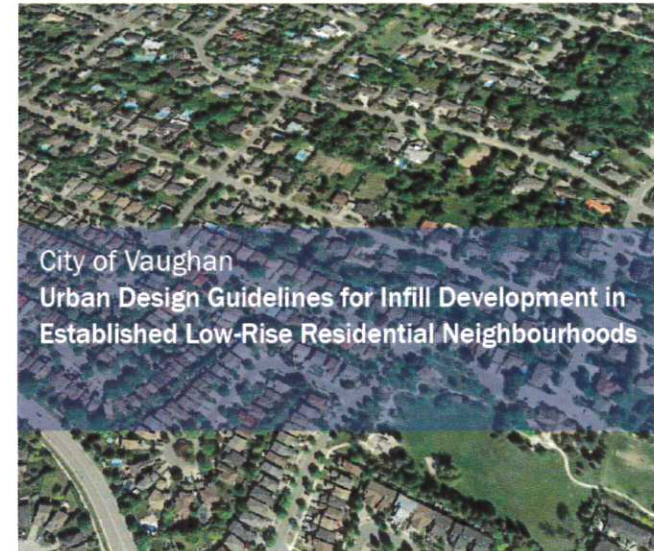 City of Vaughan
Urban Design Guidelines for Infill Development in
Established Low-Rise Residential Neighbourhoods